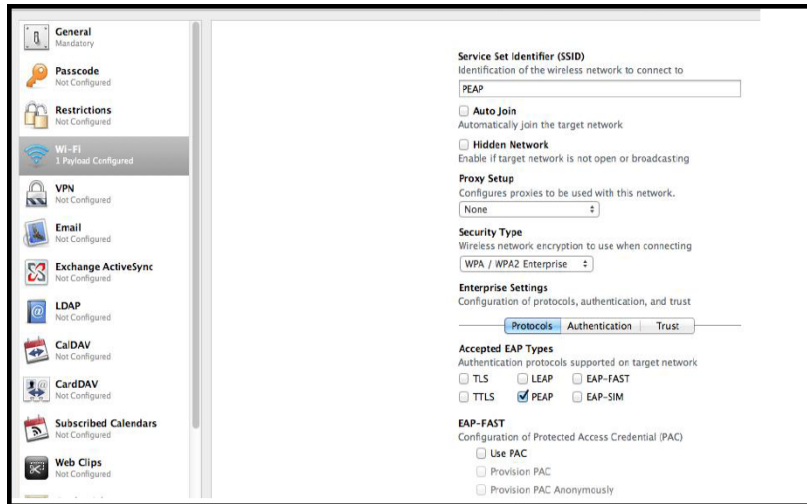 General
Mandatory
Passcode
Not Configured
Restrictions
Not Configured
Wi-Fi
1 Payload Configured
VPN
Not Configured
Email
Not Configured
Exchange ActiveSync
Not Configured
LDAP
Not Configured
CalDAV
Not Configured
CardDAV
Not Configured
Subscribed Calendars
Not Configured
Web Clips
Not Configured
Service Set Identifier (SSID)
Identification of the wireless network to connect to
PEAP
Auto Join
Automatically join the target network
Hidden Network
Enable if target network is not open or broadcasting
Proxy Setup
Configures proxies to be used with this network.
None
Security Type
Wireless network encryption to use when connecting
WPA / WPA2 Enterprise
Enterprise Settings
Configuration of protocols, authentication, and trust
Protocols Authentication Trust
Accepted EAP Types
Authentication protocols supported on target network
TLS LEAP EAP-FAST
TTLS PEAP EAP-SIM
EAP-FAST
Configuration of Protected Access Credential (PAC)
Use PAC
Provision PAC
Provision PAC Anonymously